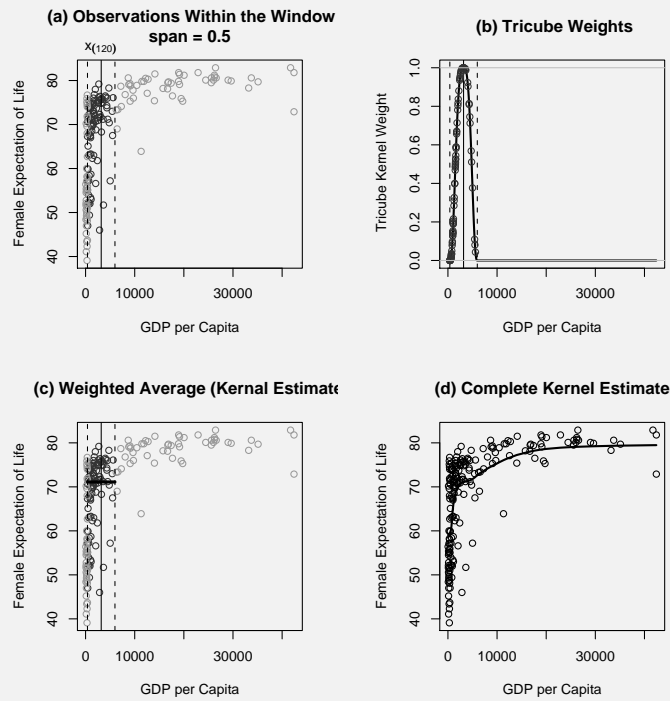 (a) Observations Within the Window
span = 0.5
x(120)
Female Expectation of Life
80
70
60
50
40
0
10000
30000
GDP per Capita
(b) Tricube Weights
Tricube Kernel Weight
1.0
0.8
0.6
0.4
0.2
0.0
0
10000
30000
GDP per Capita
(c) Weighted Average (Kernal Estimate
Female Expectation of Life
80
70
60
50
40
0
10000
30000
GDP per Capita
(d) Complete Kernel Estimate
Female Expectation of Life
80
70
60
50
40
0
10000
30000
GDP per Capita